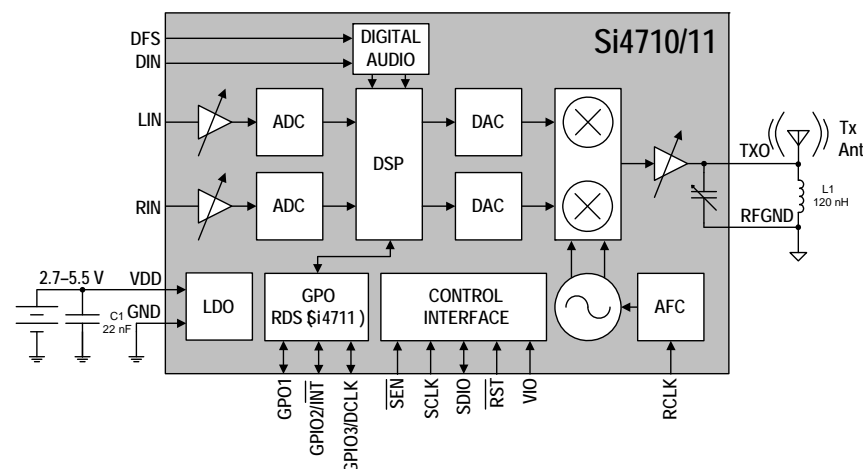 Si4710/11
DFS
DIN
DIGITAL
AUDIO
LIN
ADC
DSP
DAC
TXO
Tx
Ant
RIN
ADC
DAC
L1
120 nH
RFGND
2.7–5.5 V
VDD
GND
C1
22 nF
LDO
GPO
RDS (Si4711)
CONTROL
INTERFACE
AFC
GPO1
GPIO2/INT
GPIO3/DCLK
SEN
SCLK
SDIO
RST
VIO
RCLK